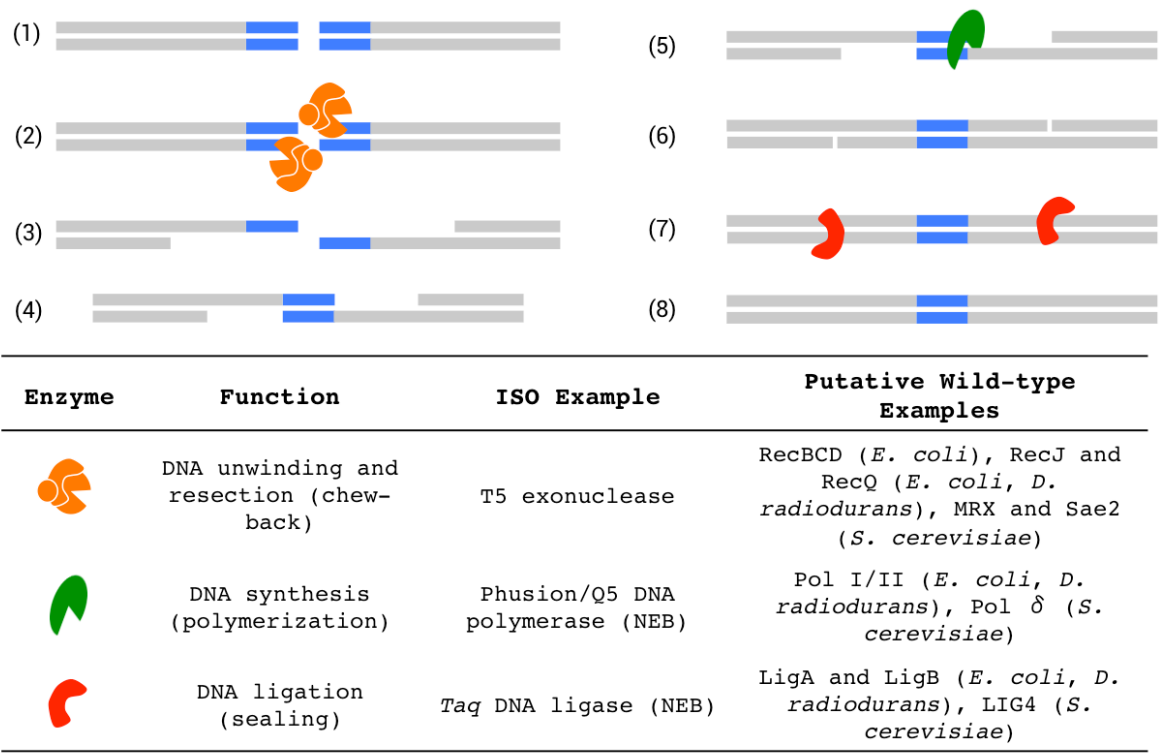 (1)
(2)
(3)
(4)
(5)
(6)
(7)
(8)
Enzyme
Function
ISO Example
Putative Wild-type
Examples
DNA unwinding and
resection (chew-
back)
T5 exonuclease
RecBCD (E. coli), RecJ and
RecQ (E. coli, D.
radiodurans), MRX and Sae2
(S. cerevisiae)
DNA synthesis
(polymerization)
Phusion/Q5 DNA
polymerase (NEB)
Pol I/II (E. coli, D.
radiodurans), Pol δ (S.
cerevisiae)
DNA ligation
(sealing)
Taq DNA ligase (NEB)
LigA and LigB (E. coli, D.
radiodurans), LIG4 (S.
cerevisiae)